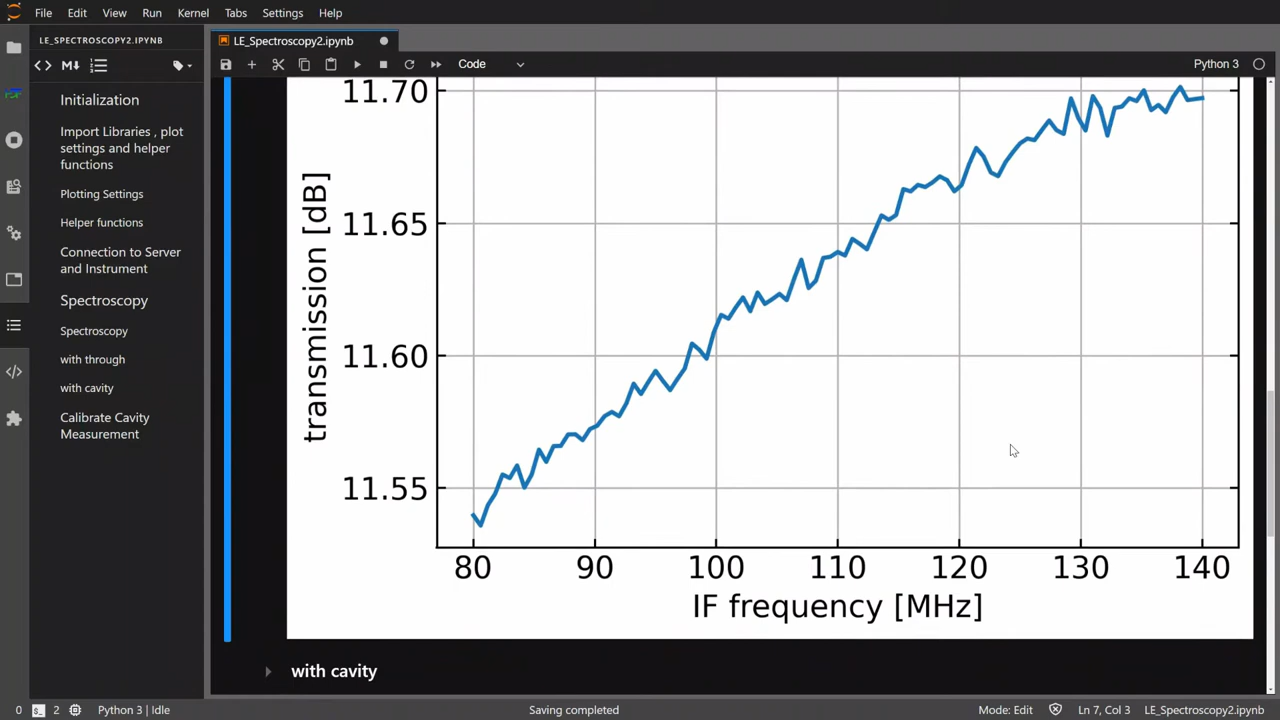 File Edit View Run Kernel Tabs Settings Help
LE_SPECTROSCOPY2.IPYNB
LE_Spectroscopy2.ipynb
M
Code
Python 3
Initialization
Import Libraries , plot
settings and helper
functions
Plotting Settings
Helper functions
Connection to Server
and Instrument
Spectroscopy
Spectroscopy
with through
with cavity
Calibrate Cavity
Measurement
transmission [dB]
11.70
11.65
11.60
11.55
80 90 100 110 120 130 140
IF frequency [MHz]
with cavity
0 2 Python 3 | Idle Saving completed Mode: Edit Ln 7, Col 3 LE_Spectroscopy2.ipynb